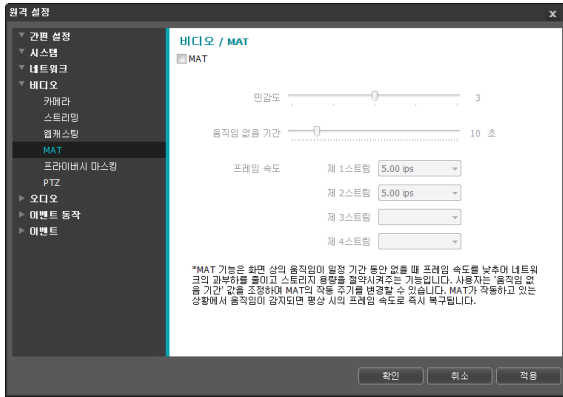 원격 설정
x
간편 설정
시스템
네트워크
비디오
카메라
스트리밍
웹캐스팅
MAT
프라이버시 마스킹
PTZ
오디오
이벤트 동작
이벤트
비디오 / MAT
MAT
민감도 3
움직임 없음 기간 10 초
프레임 속도 제 1스트림 5.00 ips
제 2스트림 5.00 ips
제 3스트림
제 4스트림
*MAT 기능은 화면 상의 움직임이 일정 기간 동안 없을 때 프레임 속도를 낮추어 네트워
크의 과부하를 줄이고 스토리지 용량을 절약시켜주는 기능입니다. 사용자는 '움직임 없
음 기간' 값을 조정하여 MAT의 작동 주기를 변경할 수 있습니다. MAT가 작동하고 있는
상황에서 움직임이 감지되면 평상 시의 프레임 속도로 즉시 복구됩니다.
확인 취소 적용